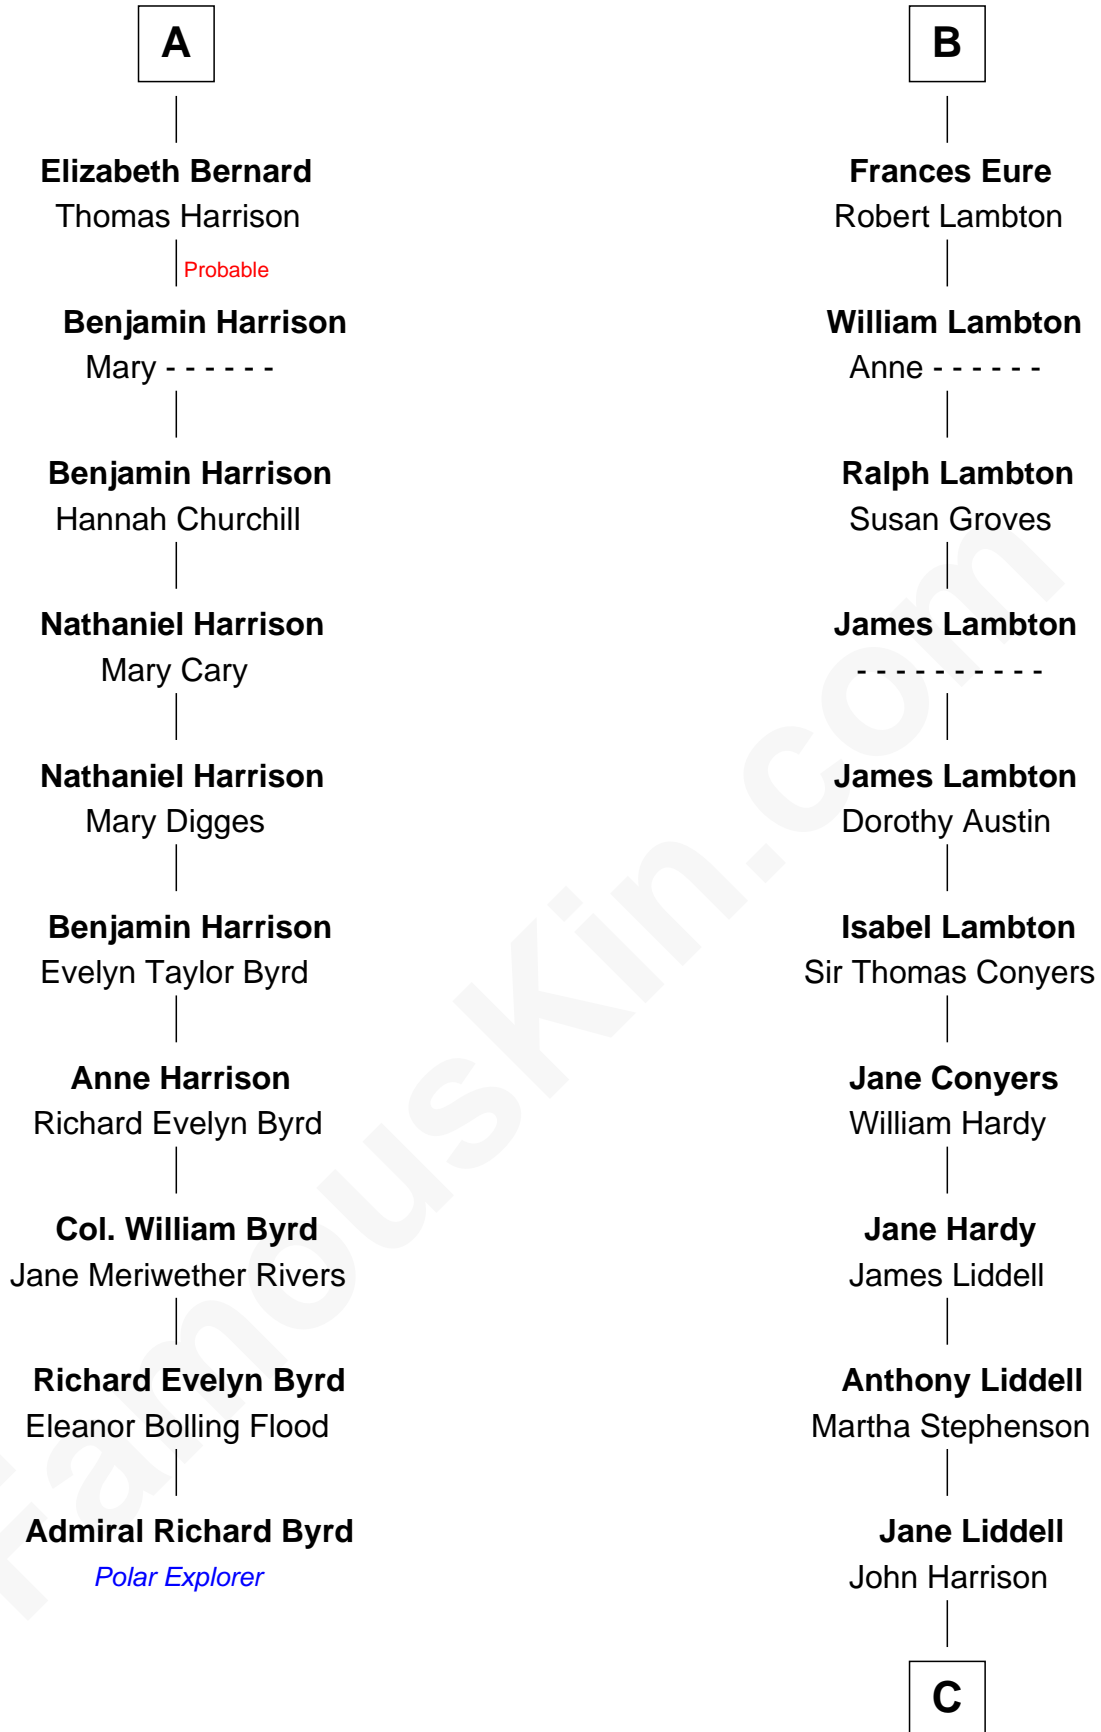 A
Elizabeth Bernard
Thomas Harrison
Probable
Benjamin Harrison
Mary - - - - - -
Benjamin Harrison
Hannah Churchill
Nathaniel Harrison
Mary Cary
Nathaniel Harrison
Mary Digges
Benjamin Harrison
Evelyn Taylor Byrd
Anne Harrison
Richard Evelyn Byrd
Col. William Byrd
Jane Meriwether Rivers
Richard Evelyn Byrd
Eleanor Bolling Flood
Admiral Richard Byrd
Polar Explorer
B
Frances Eure
Robert Lambton
William Lambton
Anne - - - - - -
Ralph Lambton
Susan Groves
James Lambton
- - - - - - - - - -
James Lambton
Dorothy Austin
Isabel Lambton
Sir Thomas Conyers
Jane Conyers
William Hardy
Jane Hardy
James Liddell
Anthony Liddell
Martha Stephenson
Jane Liddell
John Harrison
C
FamousKin.com